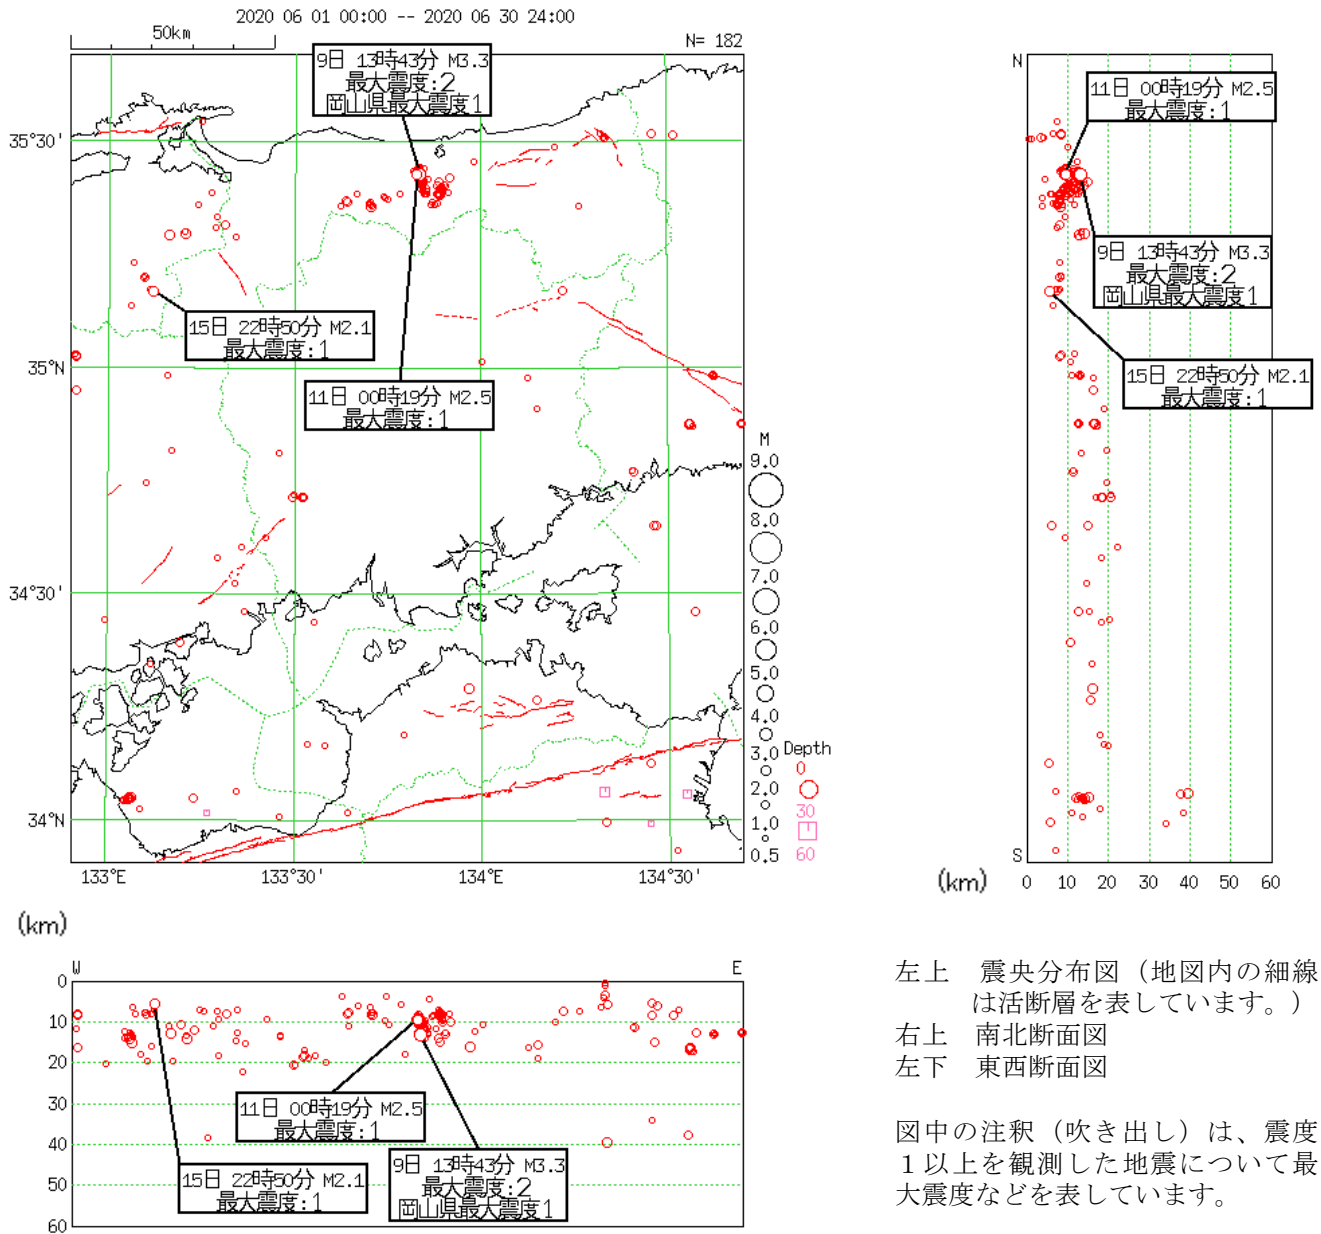 2020 06 01 00:00 -- 2020 06 30 24:00
50km
N= 182
9日 13時43分 M3.3
最大震度:2
岡山県最大震度1
35°30'
15日 22時50分 M2.1
最大震度:1
35°N
11日 00時19分 M2.5
最大震度:1
34°30'
34°N
133°E
133°30'
134°E
134°30'
M
9.0
8.0
7.0
6.0
5.0
4.0
3.0
2.0
1.0
0.5
Depth
0
30
60
N
11日 00時19分 M2.5
最大震度:1
9日 13時43分 M3.3
最大震度:2
岡山県最大震度1
15日 22時50分 M2.1
最大震度:1
S
(km)
0 10 20 30 40 50 60
(km)
W
E
0
10
20
30
40
50
60
11日 00時19分 M2.5
最大震度:1
15日 22時50分 M2.1
最大震度:1
9日 13時43分 M3.3
最大震度:2
岡山県最大震度1
左上 震央分布図(地図内の細線
は活断層を表しています。)
右上 南北断面図
左下 東西断面図
図中の注釈(吹き出し)は、震度
1以上を観測した地震について最
大震度などを表しています。